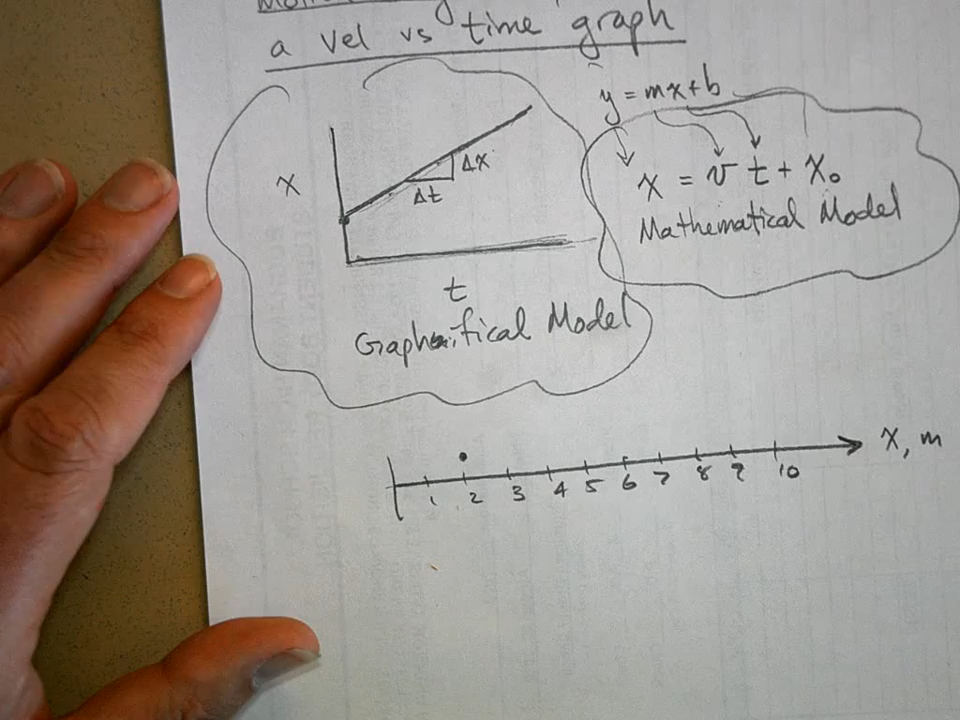 a vel vs time graph
y = mx+b
x
Δx
Δt
x = v t + x₀
Mathematical Model
t
Graphical Model
1 2 3 4 5 6 7 8 9 10
x, m